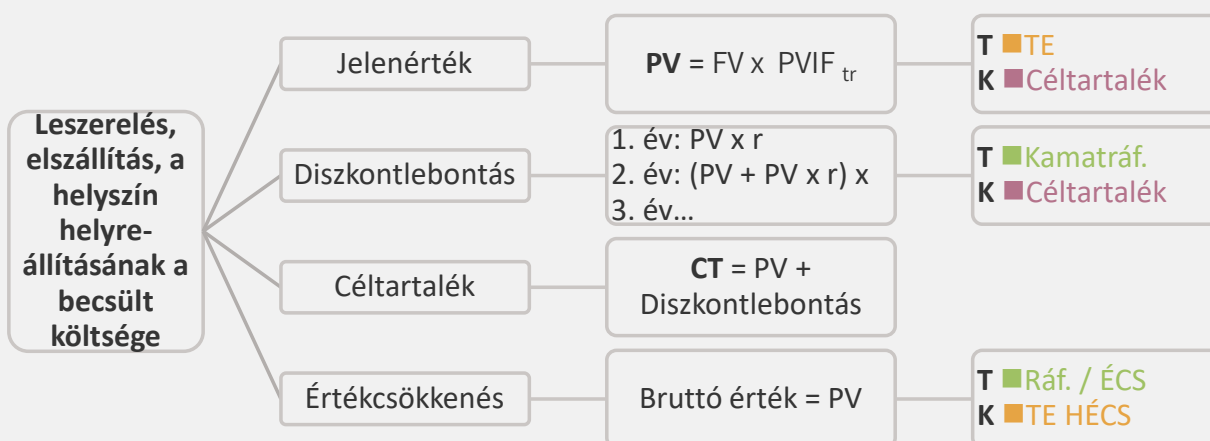 Leszerelés,
elszállítás, a
helyszín
helyre-
állításának a
becsült
költsége
Jelenérték
PV = FV x PVIF tr
T ■TE
K ■Céltartalék
Diszkontlebontás
1. év: PV x r
2. év: (PV + PV x r) x
3. év...
T ■Kamatráf.
K ■Céltartalék
Céltartalék
CT = PV +
Diszkontlebontás
Értékcsökkenés
Bruttó érték = PV
T ■Ráf. / ÉCS
K ■TE HÉCS